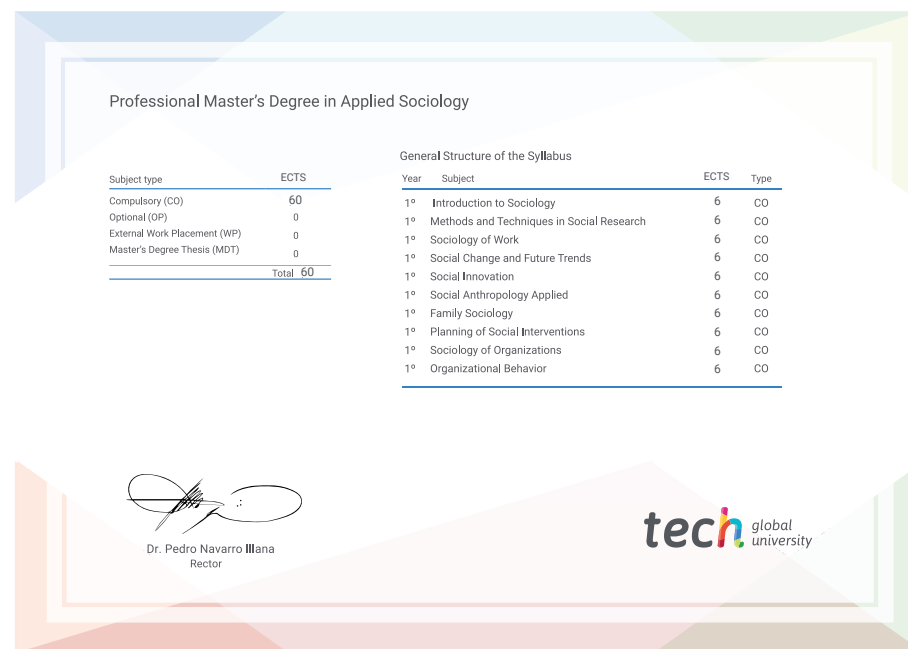 Professional Master's Degree in Applied Sociology
Subject type ECTS
Compulsory (CO) 60
Optional (OP) 0
External Work Placement (WP) 0
Master's Degree Thesis (MDT) 0
Total 60
General Structure of the Syllabus
Year Subject ECTS Type
1º Introduction to Sociology 6 CO
1º Methods and Techniques in Social Research 6 CO
1º Sociology of Work 6 CO
1º Social Change and Future Trends 6 CO
1º Social Innovation 6 CO
1º Social Anthropology Applied 6 CO
1º Family Sociology 6 CO
1º Planning of Social Interventions 6 CO
1º Sociology of Organizations 6 CO
1º Organizational Behavior 6 CO
Dr. Pedro Navarro Illana
Rector
tech global
university